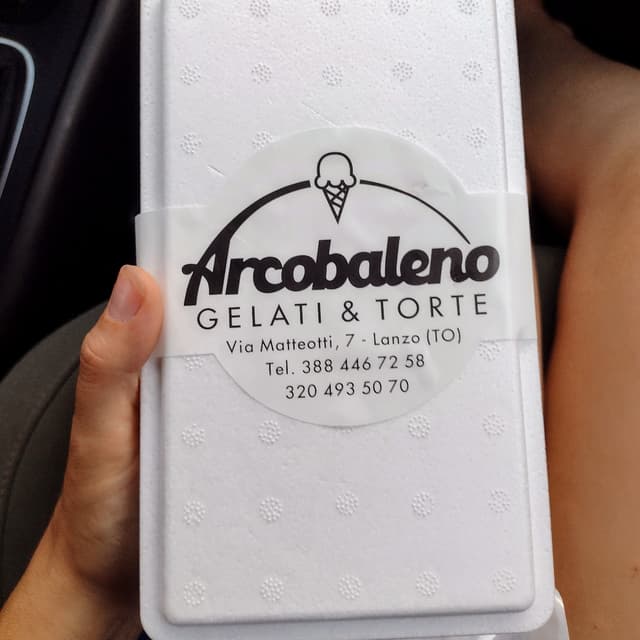 Arcobaleno
GELATI & TORTE
Via Matteotti, 7 - Lanzo (TO)
Tel. 388 446 72 58
320 493 50 70